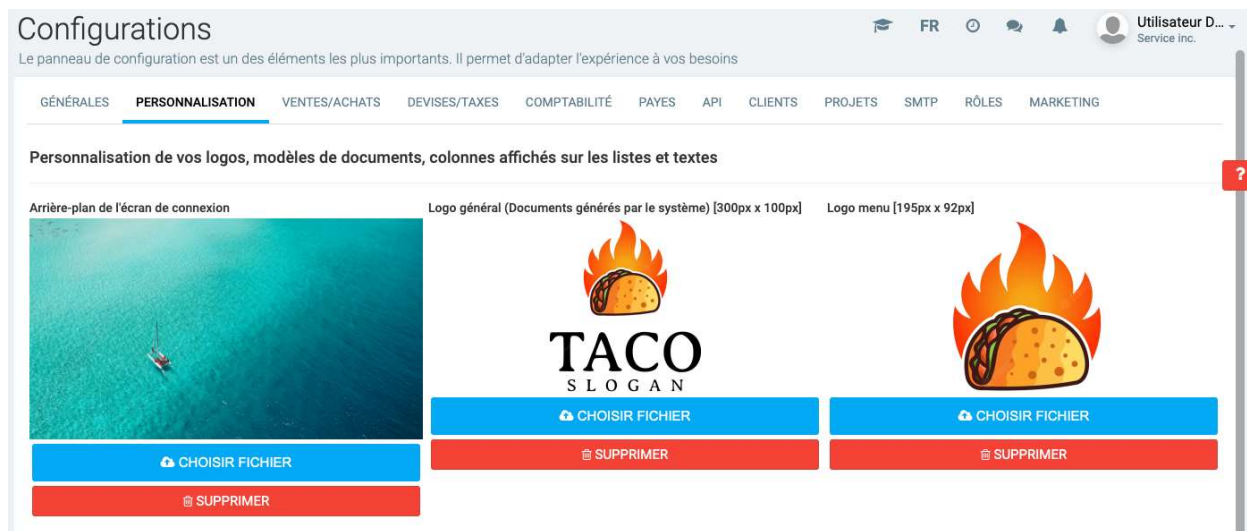 Configurations
FR
Utilisateur D...
Service inc.
Le panneau de configuration est un des éléments les plus importants. Il permet d'adapter l'expérience à vos besoins
GÉNÉRALES PERSONNALISATION VENTES/ACHATS DEVISES/TAXES COMPTABILITÉ PAYES API CLIENTS PROJETS SMTP RÔLES MARKETING
Personnalisation de vos logos, modèles de documents, colonnes affichés sur les listes et textes
?
Arrière-plan de l'écran de connexion
Logo général (Documents générés par le système) [300px x 100px]
Logo menu [195px x 92px]
TACO
SLOGAN
CHOISIR FICHIER
SUPPRIMER
CHOISIR FICHIER
SUPPRIMER
CHOISIR FICHIER
SUPPRIMER